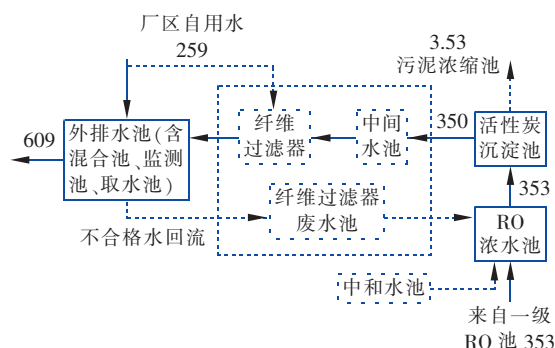 厂区自用水
259
3.53
污泥浓缩池
609
外排水池(含
混合池、监测
池、取水池)
纤维
过滤器
中间
水池
350
活性炭
沉淀池
353
纤维过滤器
废水池
不合格水回流
RO
浓水池
中和水池
来自一级
RO 池 353